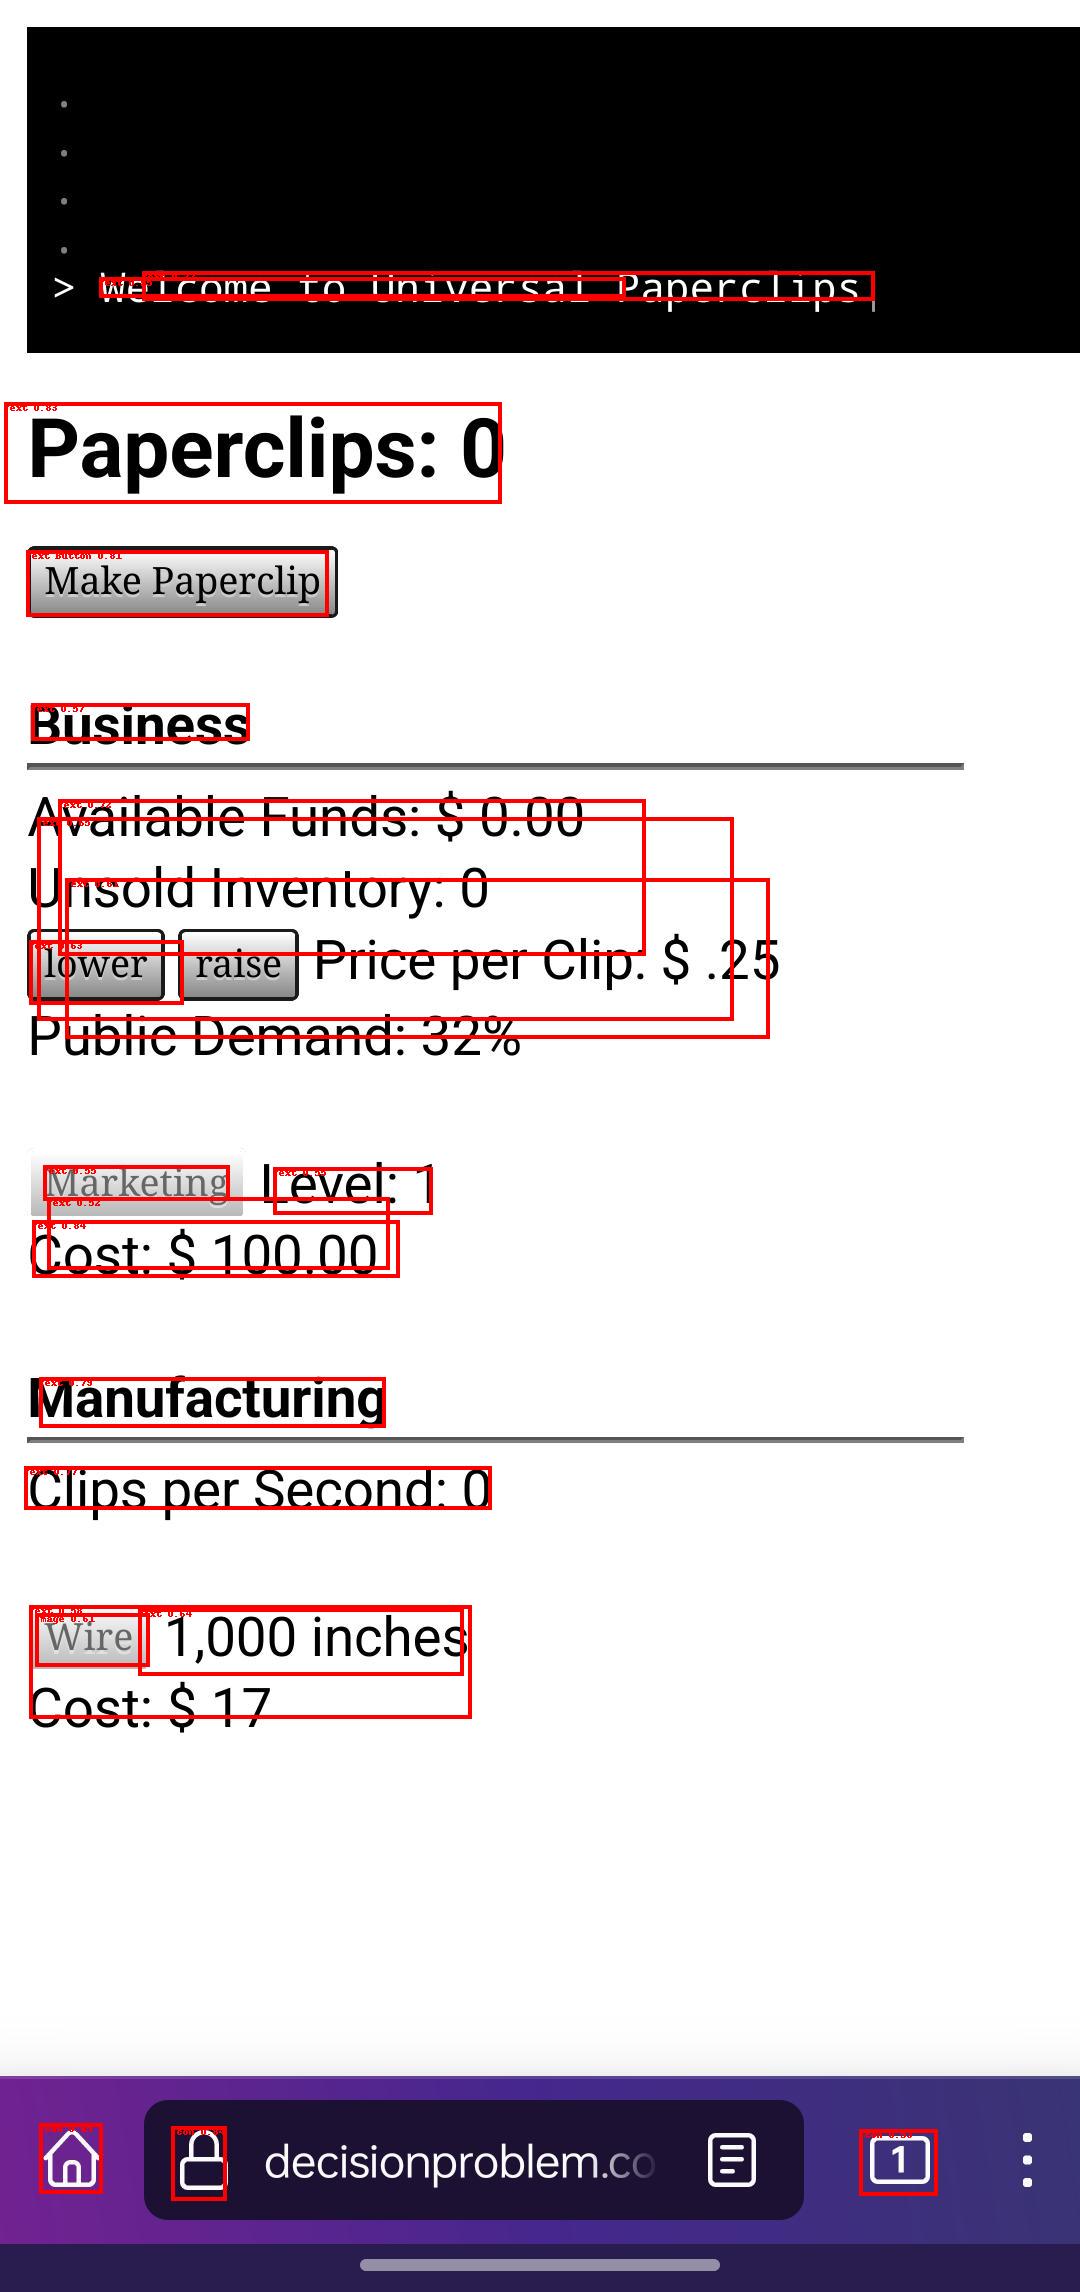 .
.
.
.
> Welcome to Universal Paperclips
Paperclips: 0
Make Paperclip
Business
Available Funds: $ 0.00
Unsold Inventory: 0
lower raise Price per Clip: $ .25
Public Demand: 32%
Marketing Level: 1
Cost: $ 100.00
Manufacturing
Clips per Second: 0
Wire 1,000 inches
Cost: $ 17
decisionproblem.co
1